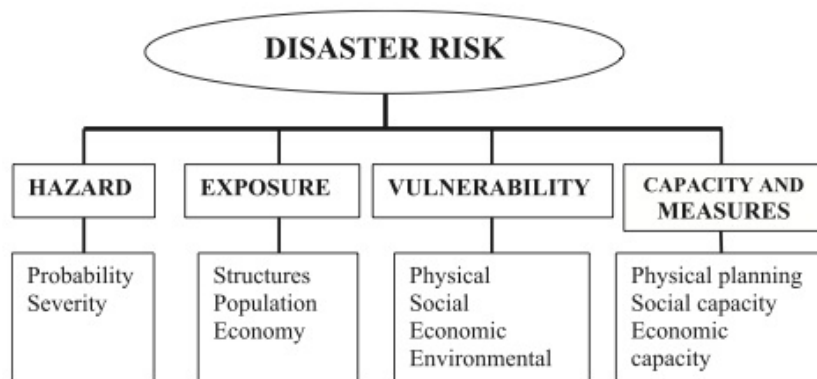 DISASTER RISK
HAZARD
EXPOSURE
VULNERABILITY
CAPACITY AND
MEASURES
Probability
Severity
Structures
Population
Economy
Physical
Social
Economic
Environmental
Physical planning
Social capacity
Economic
capacity